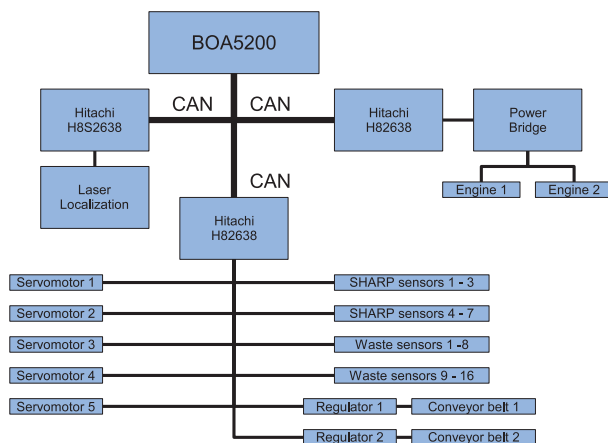 BOA5200
CAN
CAN
Hitachi
H8S2638
Hitachi
H82638
Power
Bridge
CAN
Laser
Localization
Engine 1
Engine 2
Hitachi
H82638
Servomotor 1
SHARP sensors 1 - 3
Servomotor 2
SHARP sensors 4 - 7
Servomotor 3
Waste sensors 1 -8
Servomotor 4
Waste sensors 9 - 16
Servomotor 5
Regulator 1
Conveyor belt 1
Regulator 2
Conveyor belt 2